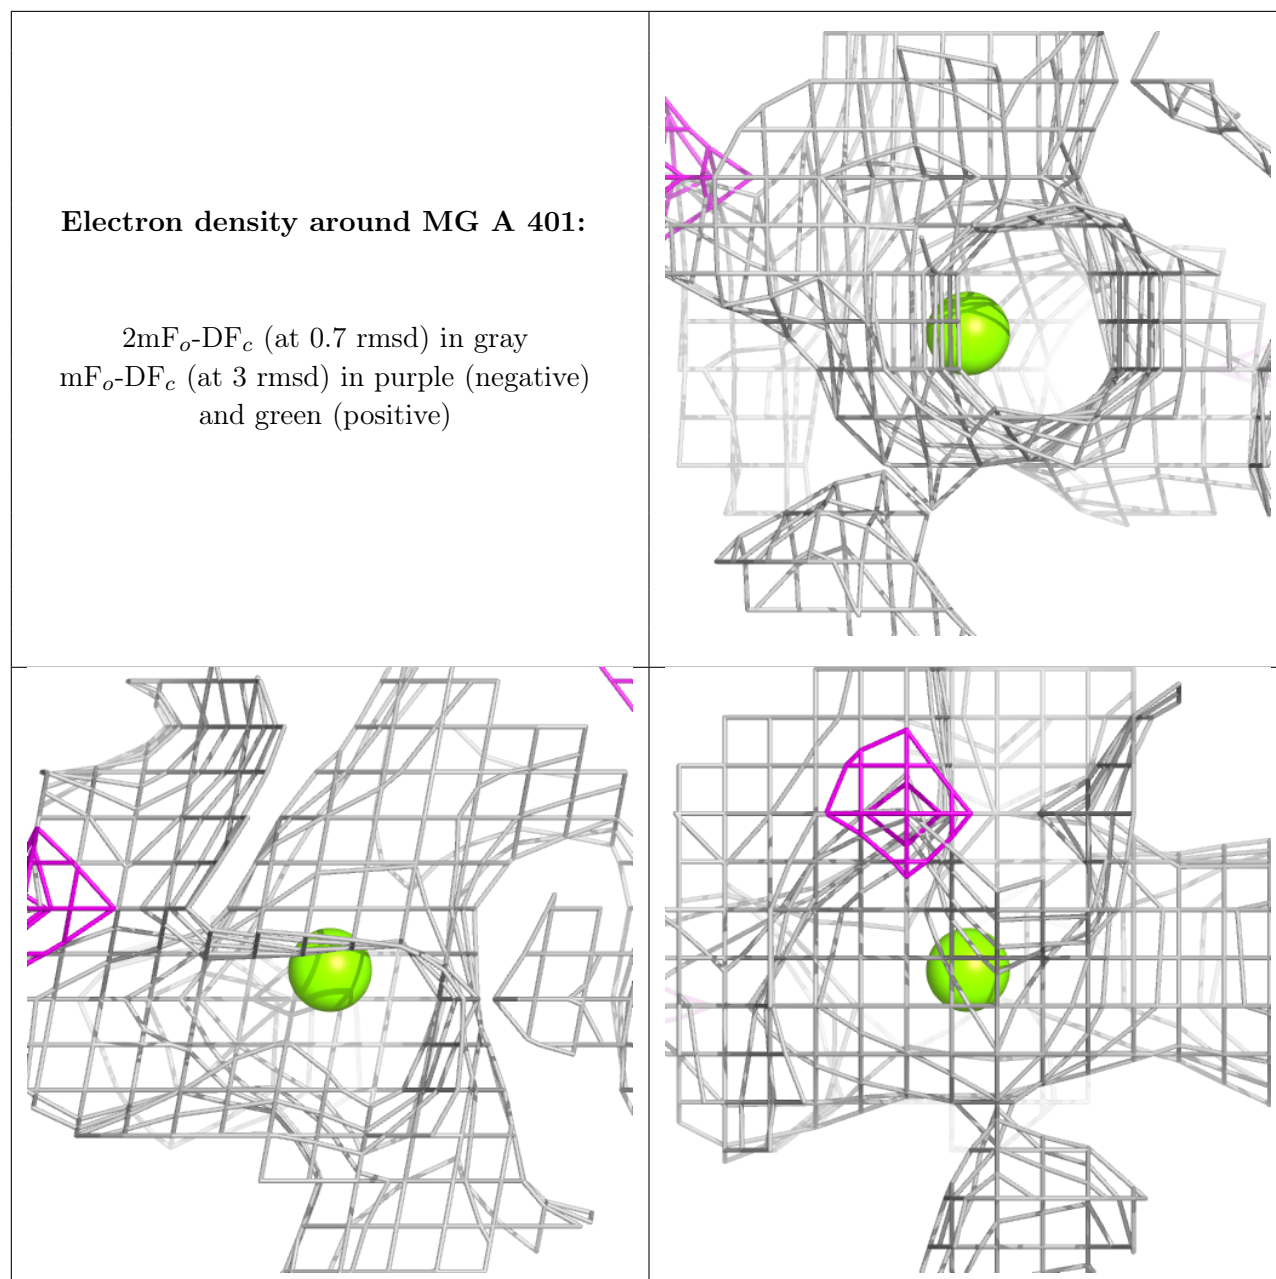 Electron density around MG A 401:
2mFo-DFc (at 0.7 rmsd) in gray
mFo-DFc (at 3 rmsd) in purple (negative)
and green (positive)